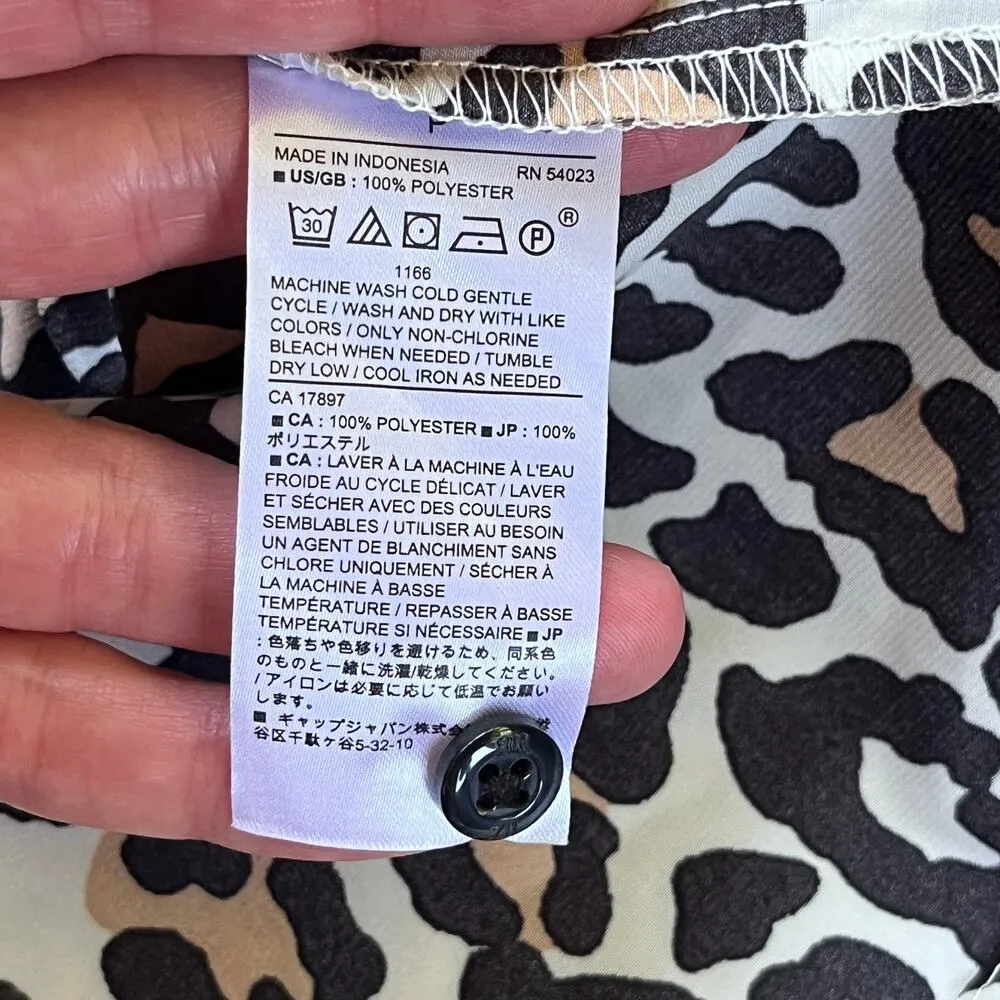 MADE IN INDONESIA RN 54023
■ US/GB : 100% POLYESTER
30 P ®
1166
MACHINE WASH COLD GENTLE
CYCLE / WASH AND DRY WITH LIKE
COLORS / ONLY NON-CHLORINE
BLEACH WHEN NEEDED / TUMBLE
DRY LOW / COOL IRON AS NEEDED
CA 17897
■ CA : 100% POLYESTER ■ JP : 100%
ポリエステル
■ CA : LAVER À LA MACHINE À L'EAU
FROIDE AU CYCLE DÉLICAT / LAVER
ET SÉCHER AVEC DES COULEURS
SEMBLABLES / UTILISER AU BESOIN
UN AGENT DE BLANCHIMENT SANS
CHLORE UNIQUEMENT / SÉCHER À
LA MACHINE À BASSE
TEMPÉRATURE / REPASSER À BASSE
TEMPÉRATURE SI NÉCESSAIRE ■ JP
: 色落ちや色移りを避けるため、同系色
のものと一緒に洗濯/乾燥してください。
/ アイロンは必要に応じて低温でお願い
します。
■ ギャップジャパン株式会
谷区千駄ヶ谷5-32-10